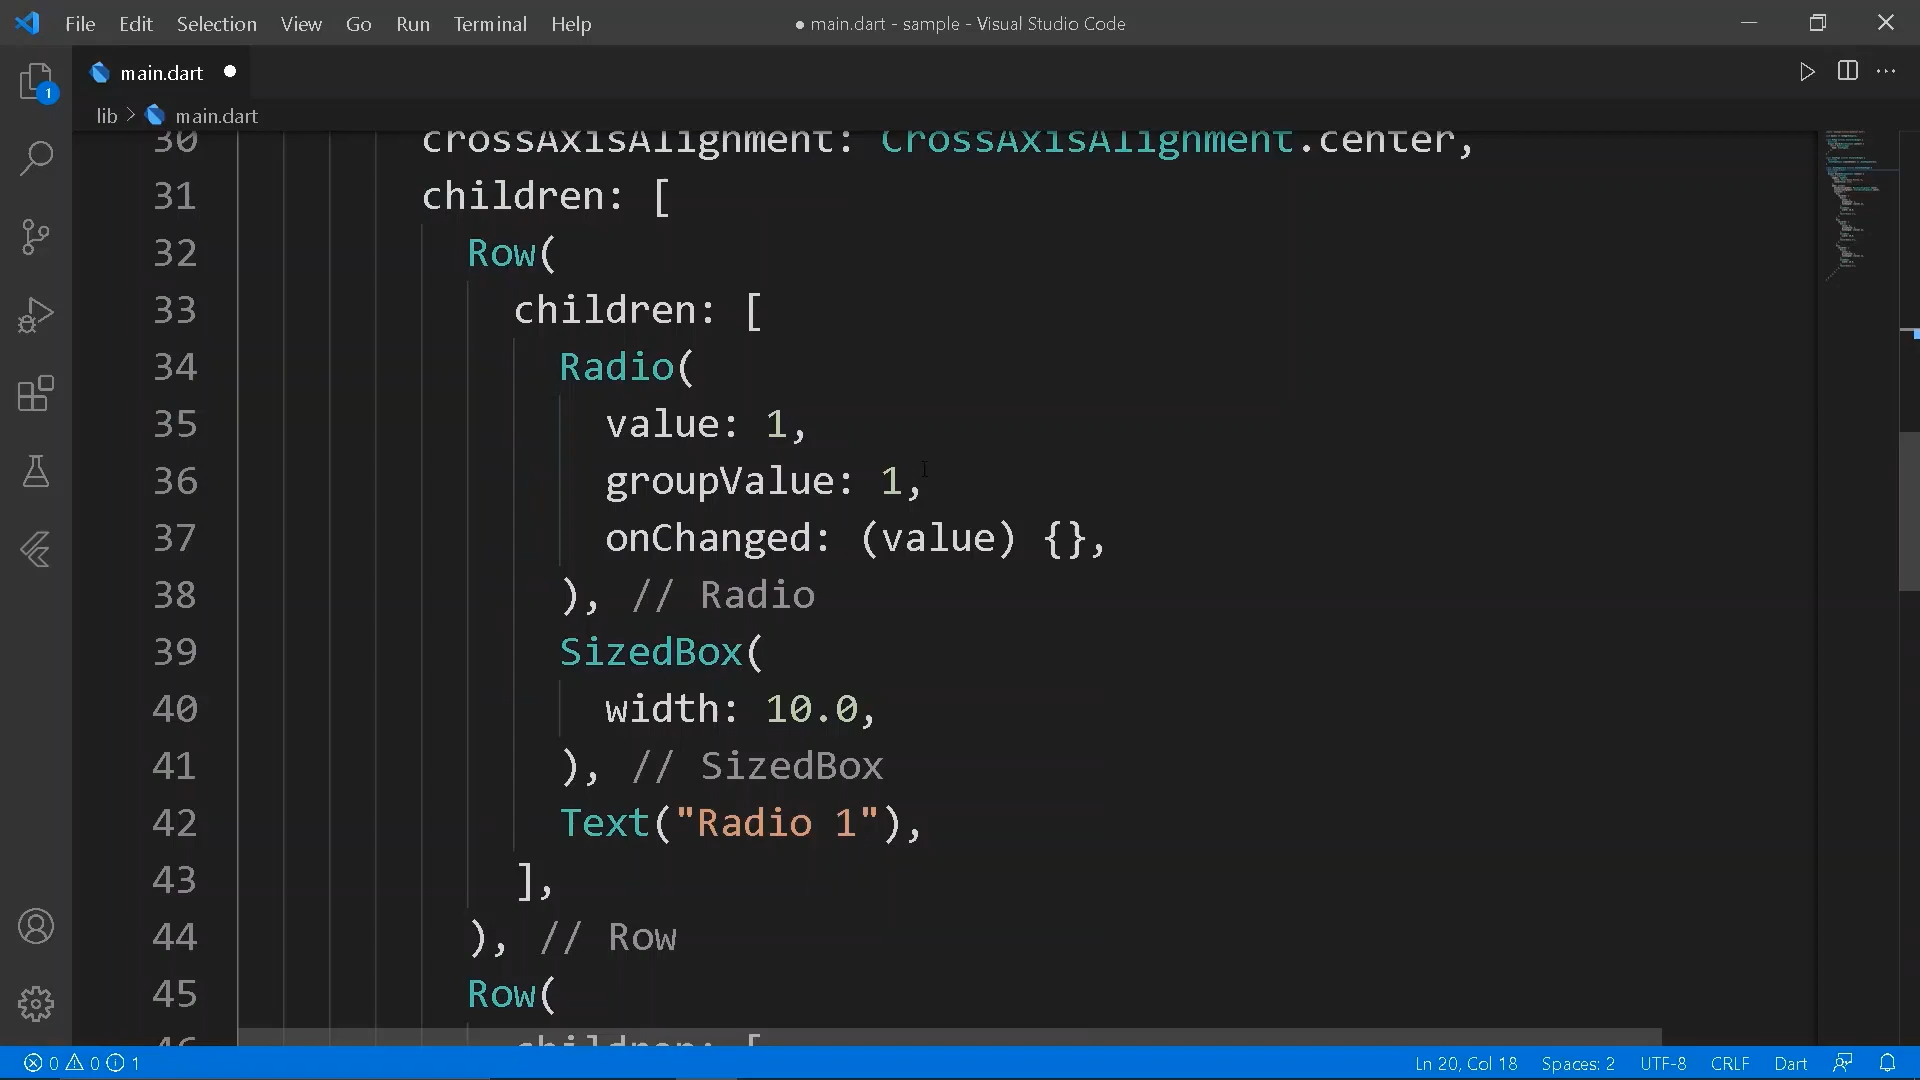 File Edit Selection View Go Run Terminal Help ● main.dart - sample - Visual Studio Code
main.dart
1
lib > main.dart
30 crossAxisAlignment: CrossAxisAlignment.center,
31 children: [
32 Row(
33 children: [
34 Radio(
35 value: 1,
36 groupValue: 1,
37 onChanged: (value) {},
38 ), // Radio
39 SizedBox(
40 width: 10.0,
41 ), // SizedBox
42 Text("Radio 1"),
43 ],
44 ), // Row
45 Row(
46 children: [
0 0 1 Ln 20, Col 18 Spaces: 2 UTF-8 CRLF Dart